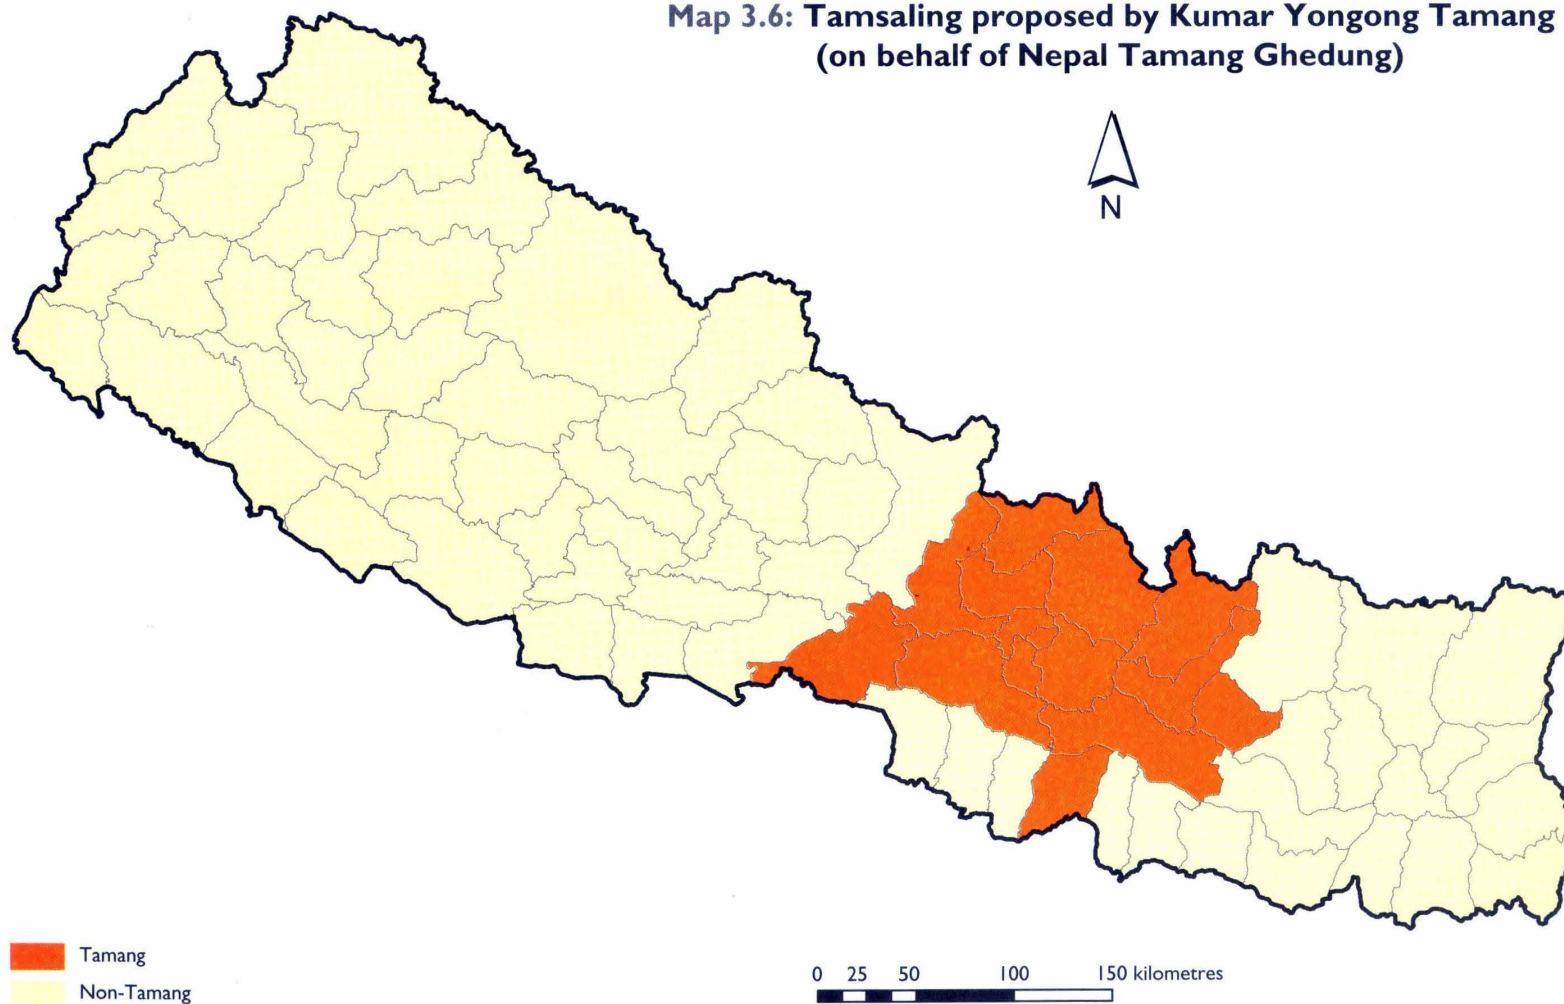 Map 3.6: Tamsaling proposed by Kumar Yongong Tamang
(on behalf of Nepal Tamang Ghedung)
N
Tamang
Non-Tamang
0 25 50 100 150 kilometres